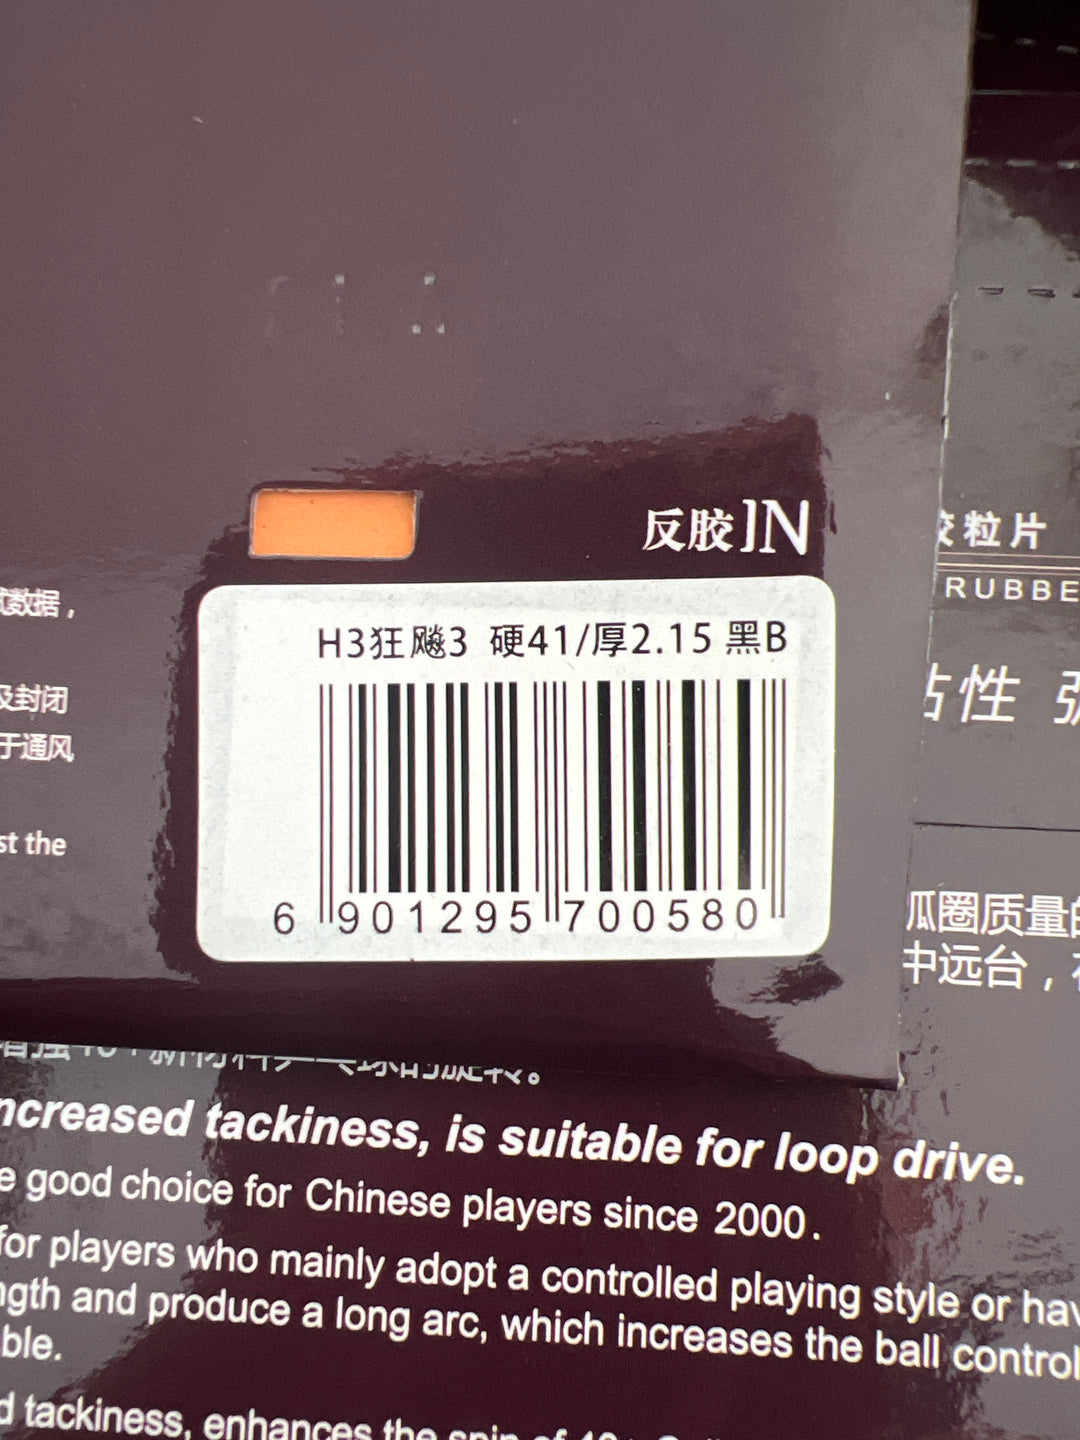 反胶IN
H3狂飚3 硬41/厚2.15 黑B
6 901295 700580
数据，
及封闭
于通风
st the
粒片
RUBBE
性
圈质量
中远台，
ncreased tackiness, is suitable for loop drive.
e good choice for Chinese players since 2000.
for players who mainly adopt a controlled playing style or hav
ngth and produce a long arc, which increases the ball control
ble.
d tackiness, enhances the spin of 40+